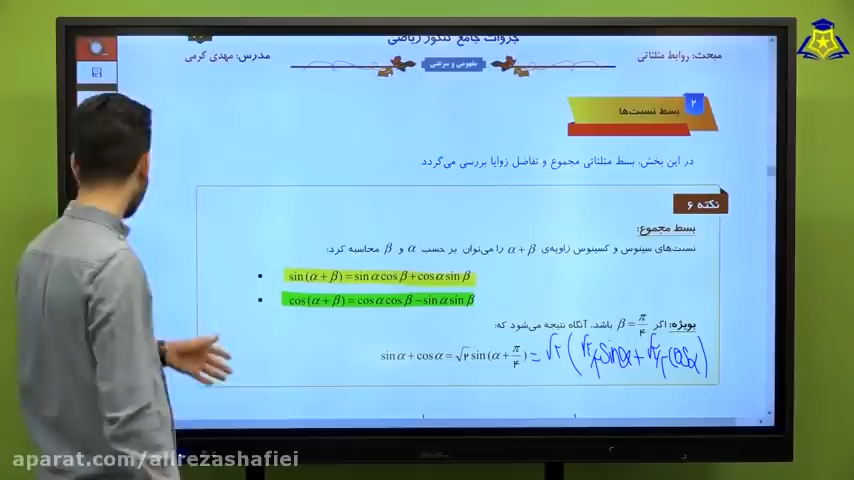 جزوات جامع کنکور ریاضی
مبحث: روابط مثلثاتی
مفهومی و سرعتی
مدرس: مهدی کرمی
۲
بسط نسبت‌ها
در این بخش، بسط مثلثاتی مجموع و تفاضل زوایا بررسی می‌گردد.
نکته ۶
بسط مجموع:
نسبت‌های سینوس و کسینوس زاویه‌ی α + β را می‌توان بر حسب α و β محاسبه کرد:
▪ sin(α + β) = sin α cos β + cos α sin β
▪ cos(α + β) = cos α cos β − sin α sin β
بویژه: اگر β = π/۴ باشد، آنگاه نتیجه می‌شود که:
sin α + cos α = √۲ sin(α + π/۴) = √۲ (√۲/۲ sin α + √۲/۲ cos α)
aparat.com/alirezashafiei